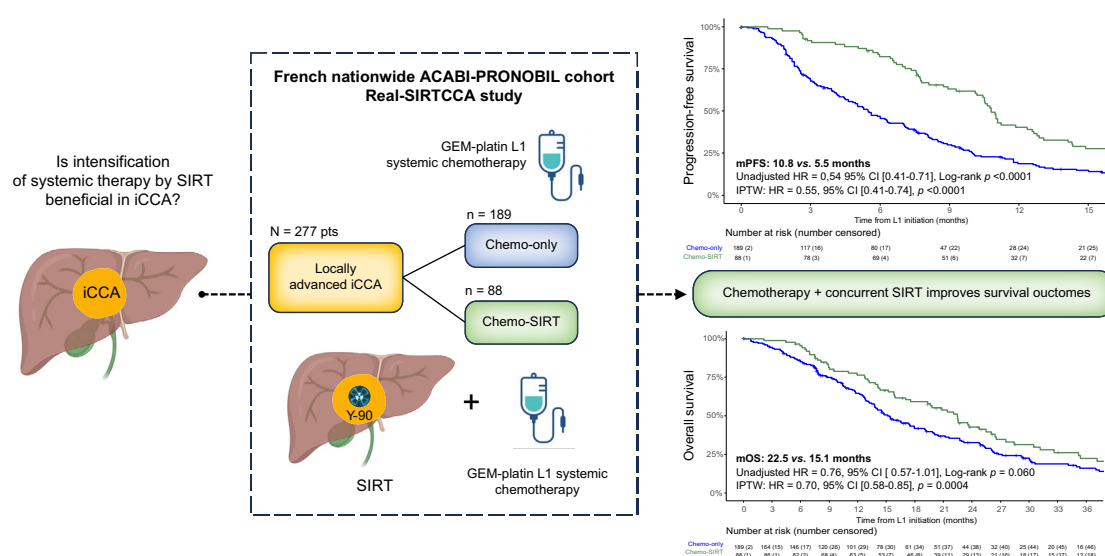 Is intensification
of systemic therapy by SIRT
beneficial in iCCA?
iCCA
French nationwide ACABI-PRONOBIL cohort
Real-SIRTCCA study
GEM-platin L1
systemic chemotherapy
N = 277 pts
n = 189
Locally
advanced iCCA
Chemo-only
n = 88
Chemo-SIRT
Y-90
+
SIRT
GEM-platin L1 systemic
chemotherapy
Progression-free survival
100%
75%
50%
25%
0%
mPFS: 10.8 vs. 5.5 months
Unadjusted HR = 0,54 95% CI [0.41-0.71], Log-rank p <0.0001
IPTW: HR = 0.55, 95% CI [0.41-0.74], p <0.0001
0 3 6 9 12 15
Time from L1 initiation (months)
Number at risk (number censored)
Chemo-only 189 (2) 117 (16) 80 (17) 47 (22) 28 (24) 21 (25)
Chemo-SIRT 88 (1) 78 (3) 69 (4) 51 (6) 32 (7) 22 (7)
Chemotherapy + concurrent SIRT improves survival ouctomes
Overall survival
100%
75%
50%
25%
0%
mOS: 22.5 vs. 15.1 months
Unadjusted HR = 0.76, 95% CI [ 0.57-1.01], Log-rank p = 0.060
IPTW: HR = 0.70, 95% CI [0.58-0.85], p = 0.0004
0 3 6 9 12 15 18 21 24 27 30 33 36
Time from L1 initiation (months)
Number at risk (number censored)
Chemo-only 189 (2) 164 (15) 146 (17) 120 (26) 101 (29) 78 (30) 61 (34) 51 (37) 44 (38) 32 (40) 25 (44) 20 (45) 16 (46)
Chemo-SIRT